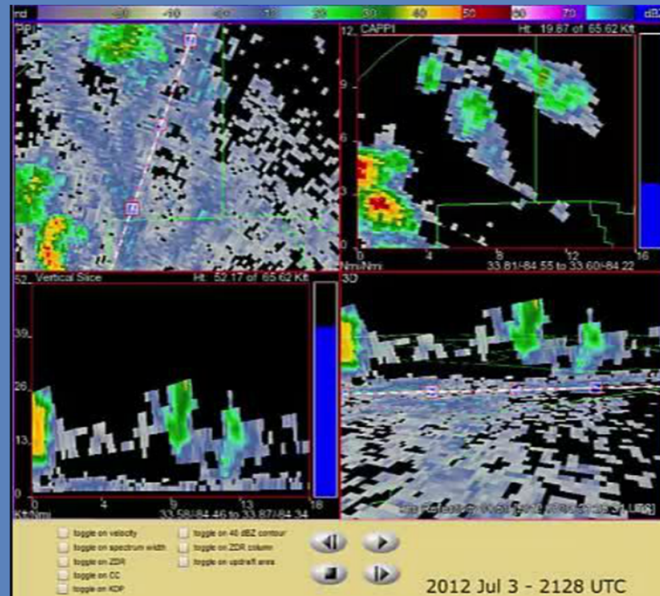 -10 20 30 40 50 60 70 dBZ
CAPPI Ht: 19.87 of 65.62 Kft
12
9
6
3
0
4 8 12 16
Nmi/Nmi 33.81/-84.55 to 33.60/-84.22
Vertical Slice Ht: 52.17 of 65.62 Kft
3D
52
39
26
13
0
0 4 9 13 18
Kft/Nmi 33.58/-84.46 to 33.87/-84.34
toggle on velocity
toggle on 40 dBZ contour
toggle on spectrum width
toggle on ZDR column
toggle on ZDR
toggle on updraft area
toggle on CC
toggle on KDP
2012 Jul 3 - 2128 UTC